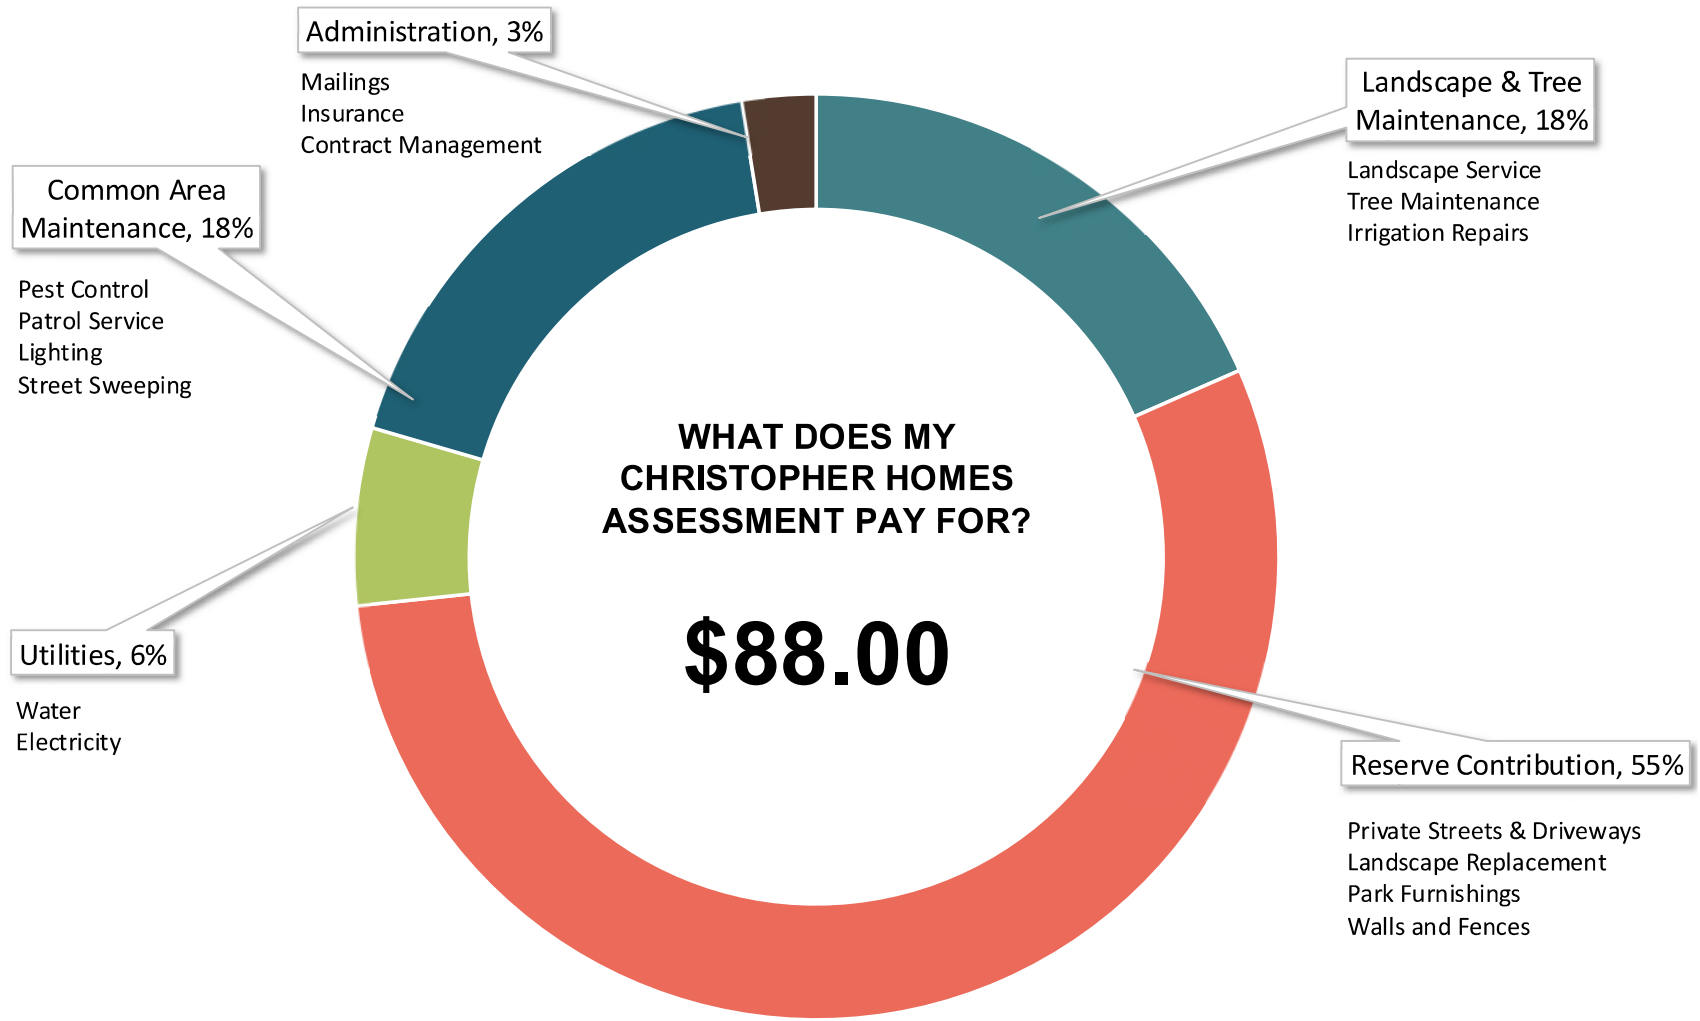 Administration, 3%
Mailings
Insurance
Contract Management
Landscape & Tree
Maintenance, 18%
Landscape Service
Tree Maintenance
Irrigation Repairs
Common Area
Maintenance, 18%
Pest Control
Patrol Service
Lighting
Street Sweeping
WHAT DOES MY
CHRISTOPHER HOMES
ASSESSMENT PAY FOR?
$88.00
Utilities, 6%
Water
Electricity
Reserve Contribution, 55%
Private Streets & Driveways
Landscape Replacement
Park Furnishings
Walls and Fences